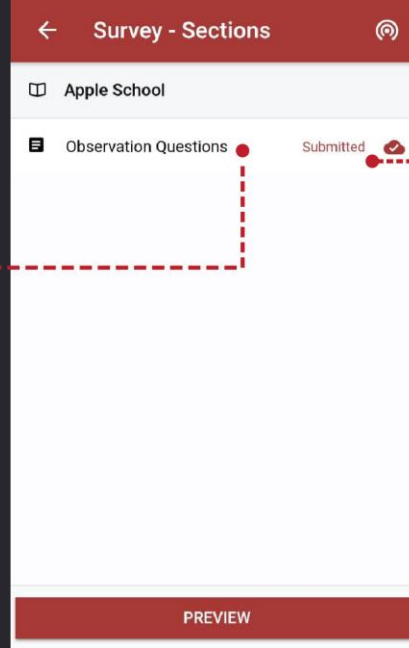 Survey - Sections
Apple School
Observation Questions Submitted
PREVIEW